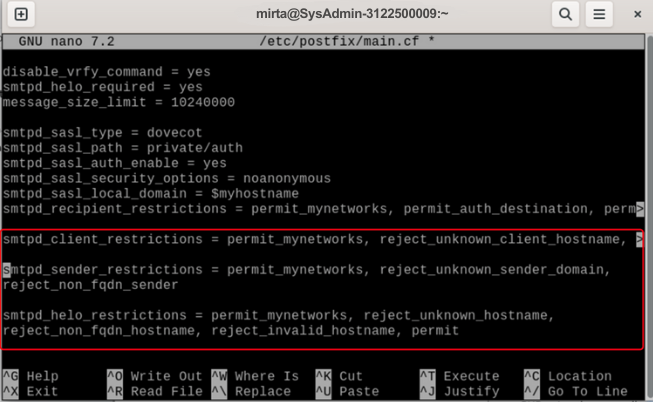 mirta@SysAdmin-3122500009:~
GNU nano 7.2 /etc/postfix/main.cf *
disable_vrfy_command = yes
smtpd_helo_required = yes
message_size_limit = 10240000
smtpd_sasl_type = dovecot
smtpd_sasl_path = private/auth
smtpd_sasl_auth_enable = yes
smtpd_sasl_security_options = noanonymous
smtpd_sasl_local_domain = $myhostname
smtpd_recipient_restrictions = permit_mynetworks, permit_auth_destination, perm>
smtpd_client_restrictions = permit_mynetworks, reject_unknown_client_hostname, >
smtpd_sender_restrictions = permit_mynetworks, reject_unknown_sender_domain,
reject_non_fqdn_sender
smtpd_helo_restrictions = permit_mynetworks, reject_unknown_hostname,
reject_non_fqdn_hostname, reject_invalid_hostname, permit
^G Help ^O Write Out ^W Where Is ^K Cut ^T Execute ^C Location
^X Exit ^R Read File ^\ Replace ^U Paste ^J Justify ^/ Go To Line